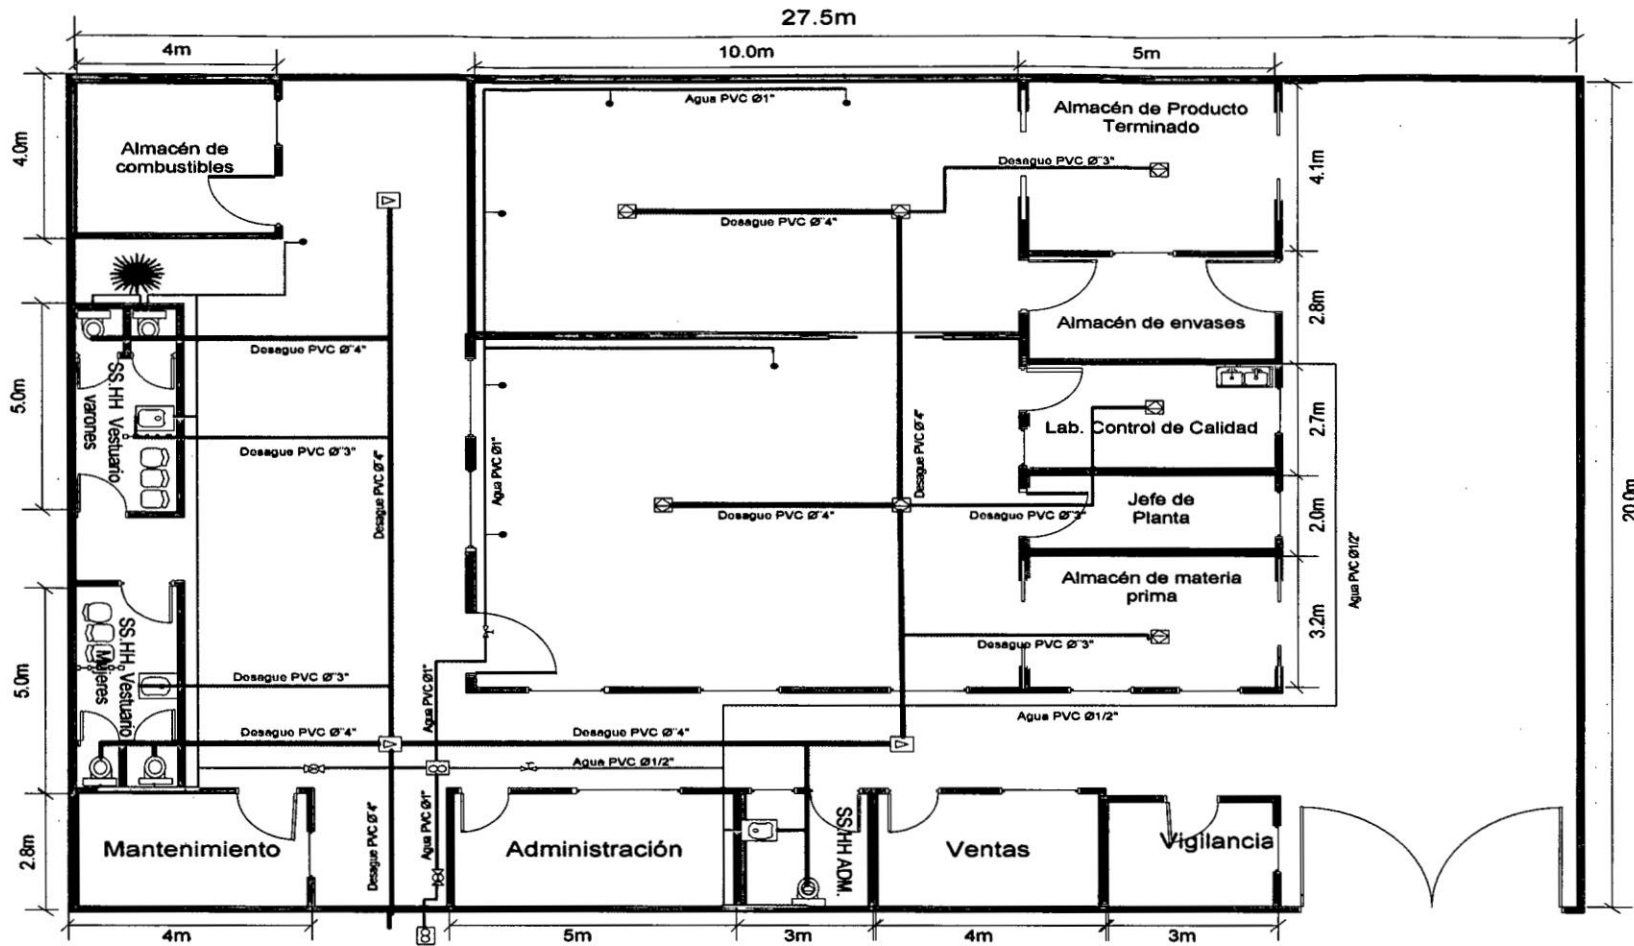 27.5m
4m
10.0m
5m
Agua PVC Ø1"
Almacén de Producto
Terminado
4.0m
Almacén de
combustibles
Desague PVC Ø¨3"
4.1m
Dosague PVC Ø¨4"
2.8m
Almacén de envases
Desague PVC Ø¨4"
5.0m
SS.HH Vestuario
varones
Desague PVC Ø¨3"
Desague PVC Ø¨4"
Agua PVC Ø1"
Desague PVC Ø¨4"
Lab. Control de Calidad
2.7m
Jefe de
Planta
2.0m
20.0m
Dosague PVC Ø¨4"
Desague PVC Ø¨3"
Agua PVC Ø1/2"
Almacén de materia
prima
3.2m
Desague PVC Ø¨3"
5.0m
SS.HH Vestuario
Mujeres
Desague PVC Ø¨3"
Agua PVC Ø1"
Agua PVC Ø1/2"
Desague PVC Ø¨4"
Desague PVC Ø¨4"
Agua PVC Ø1/2"
2.8m
Mantenimiento
Desague PVC Ø¨4"
Agua PVC Ø1"
Administración
SS/HH ADM.
Ventas
Vigilancia
4m
5m
3m
4m
3m